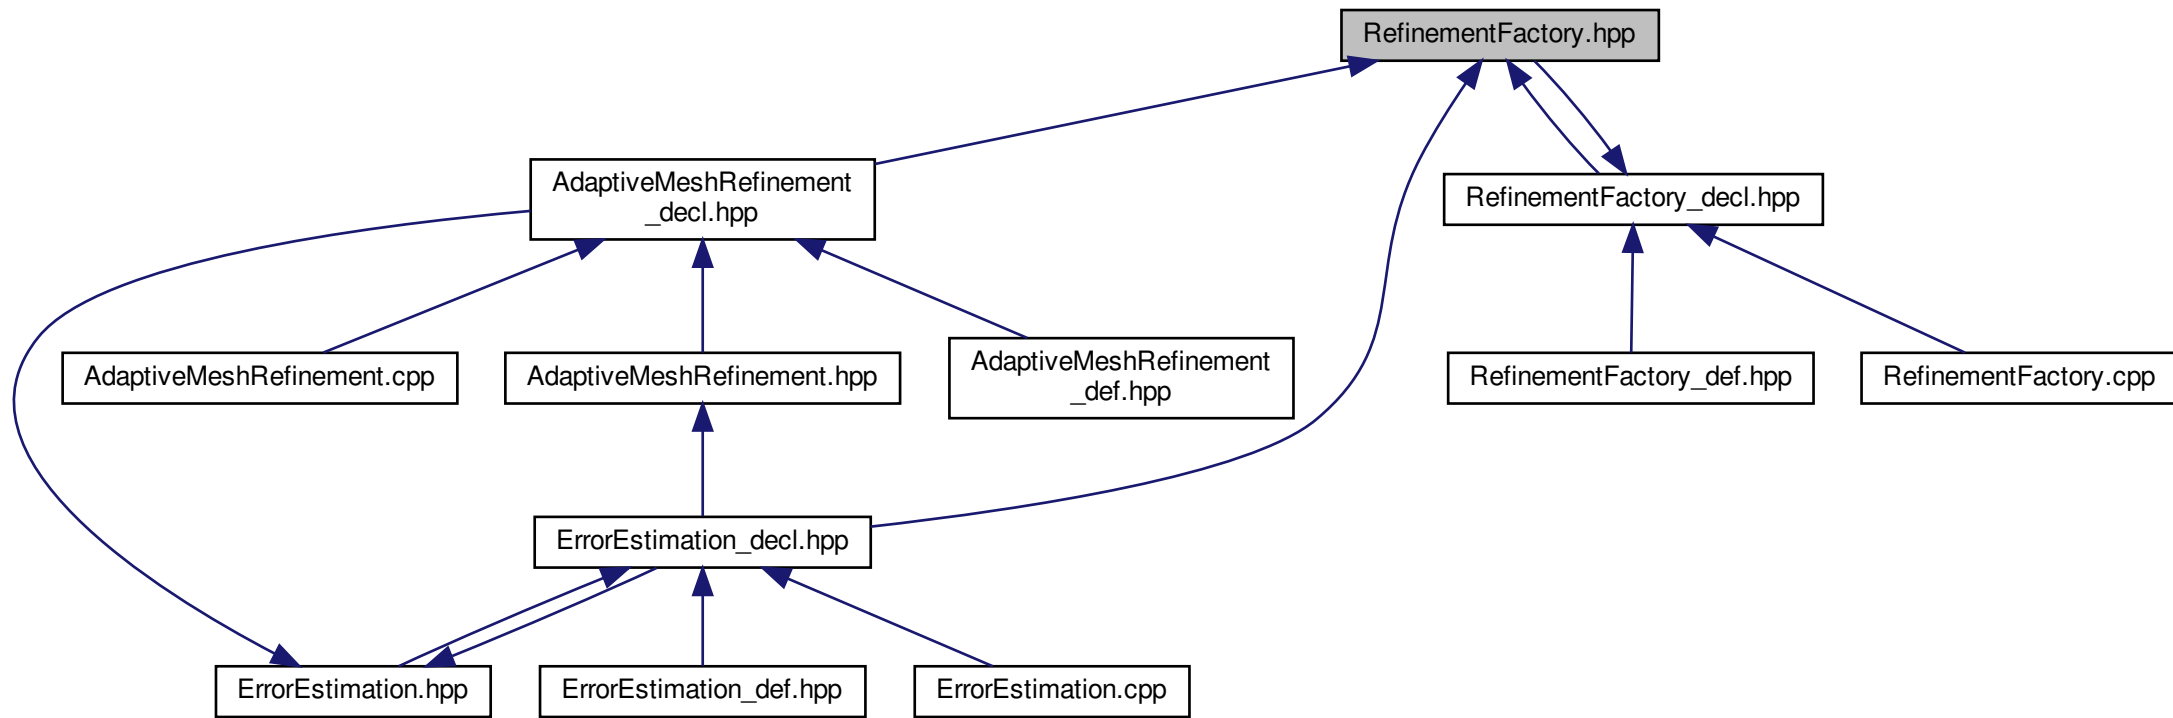 RefinementFactory.hpp
AdaptiveMeshRefinement
_decl.hpp
RefinementFactory_decl.hpp
AdaptiveMeshRefinement.cpp
AdaptiveMeshRefinement.hpp
AdaptiveMeshRefinement
_def.hpp
RefinementFactory_def.hpp
RefinementFactory.cpp
ErrorEstimation_decl.hpp
ErrorEstimation.hpp
ErrorEstimation_def.hpp
ErrorEstimation.cpp